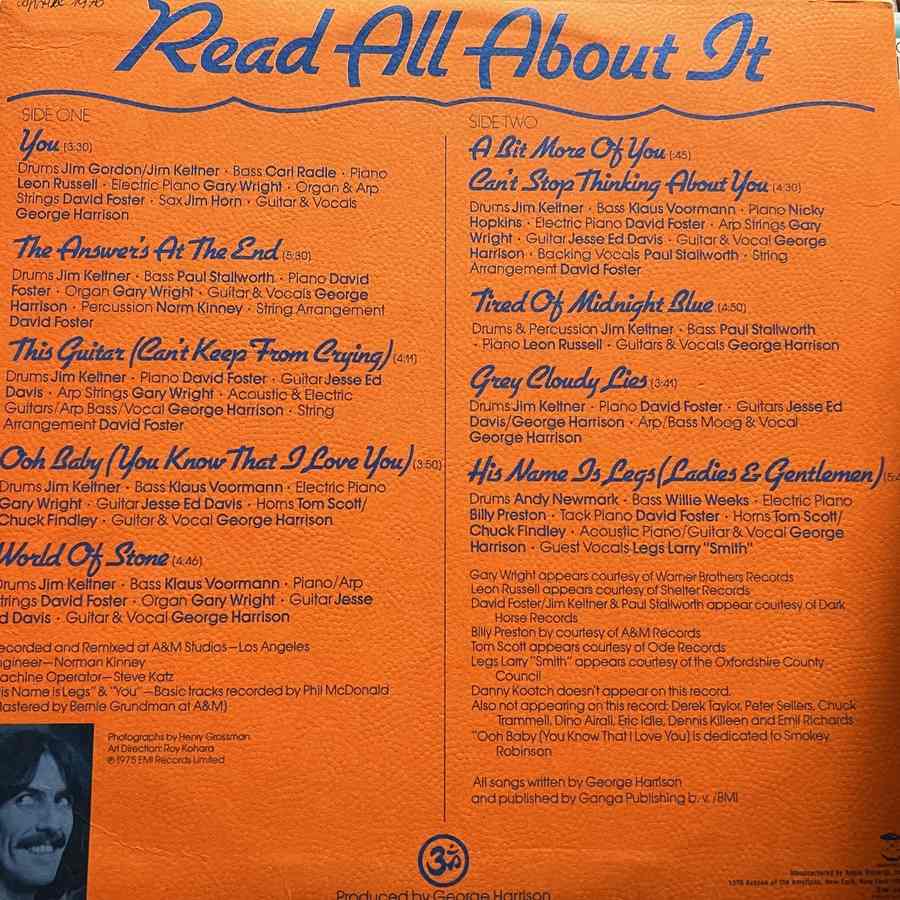 1976
Read All About It
SIDE ONE
You (3:30)
Drums Jim Gordon/Jim Keltner · Bass Carl Radle · Piano
Leon Russell · Electric Piano Gary Wright · Organ & Arp
Strings David Foster · Sax Jim Horn · Guitar & Vocals
George Harrison
The Answer's At The End (5:30)
Drums Jim Keltner · Bass Paul Stallworth · Piano David
Foster · Organ Gary Wright · Guitar & Vocals George
Harrison · Percussion Norm Kinney · String Arrangement
David Foster
This Guitar (Can't Keep From Crying) (4:11)
Drums Jim Keltner · Piano David Foster · Guitar Jesse Ed
Davis · Arp Strings Gary Wright · Acoustic & Electric
Guitars/Arp Bass/Vocal George Harrison · String
Arrangement David Foster
Ooh Baby (You Know That I Love You) (3:50)
Drums Jim Keltner · Bass Klaus Voormann · Electric Piano
Gary Wright · Guitar Jesse Ed Davis · Horns Tom Scott/
Chuck Findley · Guitar & Vocal George Harrison
World Of Stone (4:46)
Drums Jim Keltner · Bass Klaus Voormann · Piano/Arp
trings David Foster · Organ Gary Wright · Guitar Jesse
d Davis · Guitar & Vocal George Harrison
ecorded and Remixed at A&M Studios—Los Angeles
ngineer—Norman Kinney
achine Operator—Steve Katz
is Name is Legs" & "You"—Basic tracks recorded by Phil McDonald
Mastered by Bernie Grundman at A&M)
Photographs by Henry Grossman
Art Direction: Roy Kohara
℗ 1975 EMI Records Limited
SIDE TWO
A Bit More Of You (:45)
Can't Stop Thinking About You (4:30)
Drums Jim Keltner · Bass Klaus Voormann · Piano Nicky
Hopkins · Electric Piano David Foster · Arp Strings Gary
Wright · Guitar Jesse Ed Davis · Guitar & Vocal George
Harrison · Backing Vocals Paul Stallworth · String
Arrangement David Foster
Tired Of Midnight Blue (4:50)
Drums & Percussion Jim Keltner · Bass Paul Stallworth
· Piano Leon Russell · Guitars & Vocals George Harrison
Grey Cloudy Lies (3:41)
Drums Jim Keltner · Piano David Foster · Guitars Jesse Ed
Davis/George Harrison · Arp/Bass Moog & Vocal
George Harrison
His Name Is Legs (Ladies & Gentlemen) (5:4
Drums Andy Newmark · Bass Willie Weeks · Electric Piano
Billy Preston · Tack Piano David Foster · Horns Tom Scott/
Chuck Findley · Acoustic Piano/Guitar & Vocal George
Harrison · Guest Vocals Legs Larry "Smith"
Gary Wright appears courtesy of Warner Brothers Records
Leon Russell appears courtesy of Shelter Records
David Foster/Jim Keltner & Paul Stallworth appear courtesy of Dark
Horse Records
Billy Preston by courtesy of A&M Records
Tom Scott appears courtesy of Ode Records
Legs Larry "Smith" appears courtesy of the Oxfordshire County
Council
Danny Kootch doesn't appear on this record.
Also not appearing on this record: Derek Taylor, Peter Sellers, Chuck
Trammell, Dino Airali, Eric Idle, Dennis Killeen and Emil Richards
"Ooh Baby (You Know That I Love You) is dedicated to Smokey
Robinson
All songs written by George Harrison
and published by Ganga Publishing b. v. /BMI
ॐ
Produced by George Harrison
Manufactured by Apple Records,
Avenue of the Americas, New York, New York